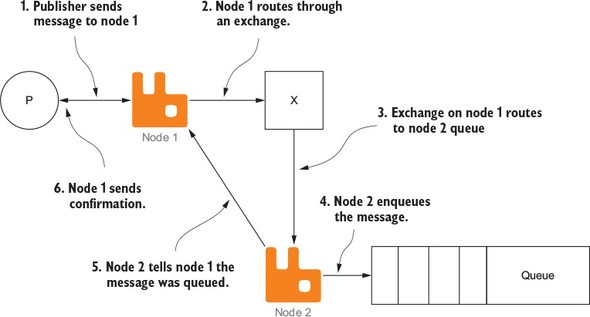 1. Publisher sends
message to node 1
2. Node 1 routes through
an exchange.
P
Node 1
X
3. Exchange on node 1 routes
to node 2 queue
6. Node 1 sends
confirmation.
4. Node 2 enqueues
the message.
5. Node 2 tells node 1 the
message was queued.
Queue
Node 2